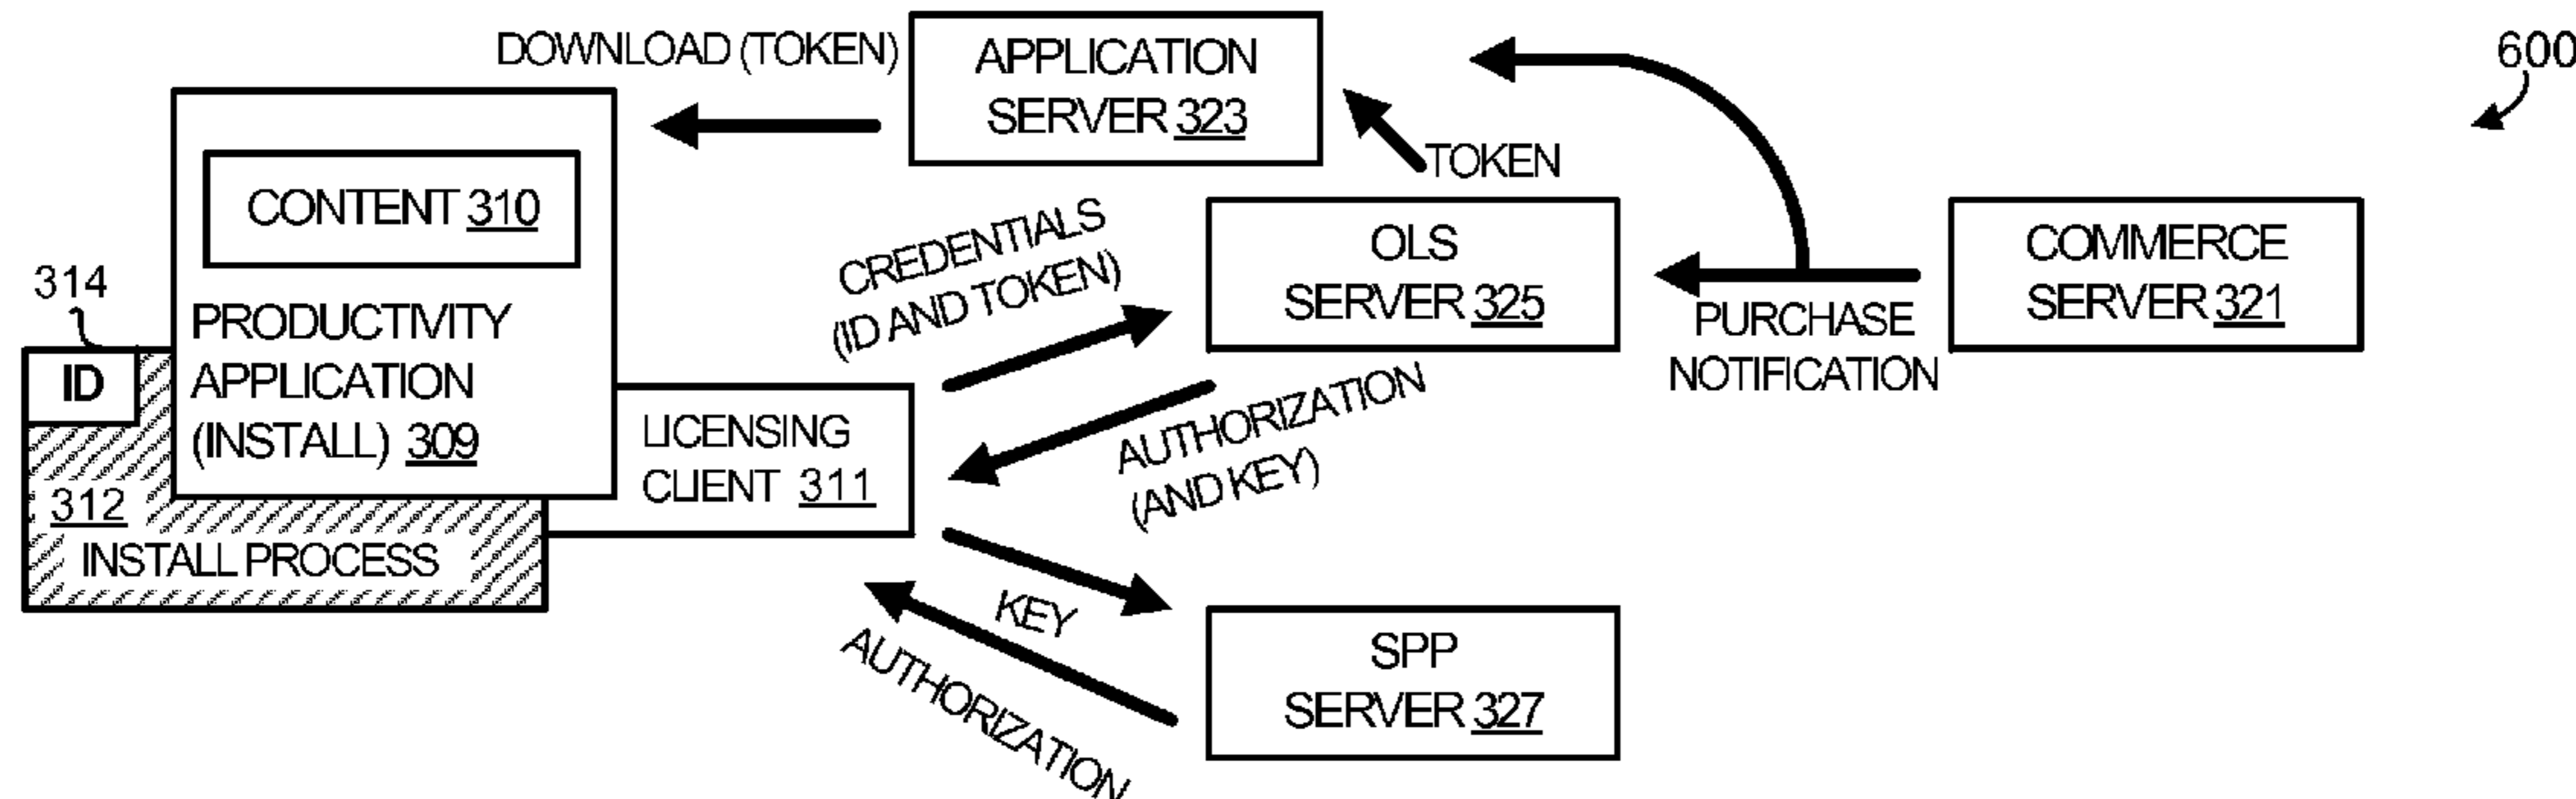 DOWNLOAD (TOKEN)
APPLICATION
SERVER 323
600
TOKEN
CONTENT 310
CREDENTIALS
(ID AND TOKEN)
OLS
SERVER 325
COMMERCE
SERVER 321
PURCHASE
NOTIFICATION
314
ID
PRODUCTIVITY
APPLICATION
(INSTALL) 309
LICENSING
CLIENT 311
AUTHORIZATION
(AND KEY)
312
INSTALL PROCESS
KEY
AUTHORIZATION
SPP
SERVER 327